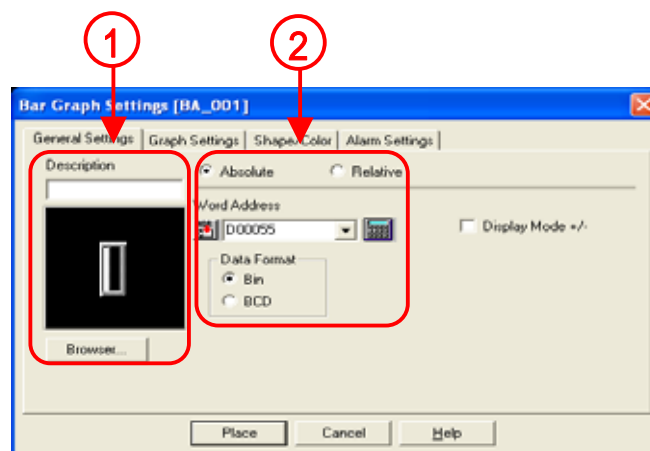 1
2
Bar Graph Settings [BA_001]
General Settings Graph Settings Shape/Color Alarm Settings
Description
Absolute Relative
Word Address
D00055
Display Mode +/-
Data Format
Bin
BCD
Browser...
Place Cancel Help